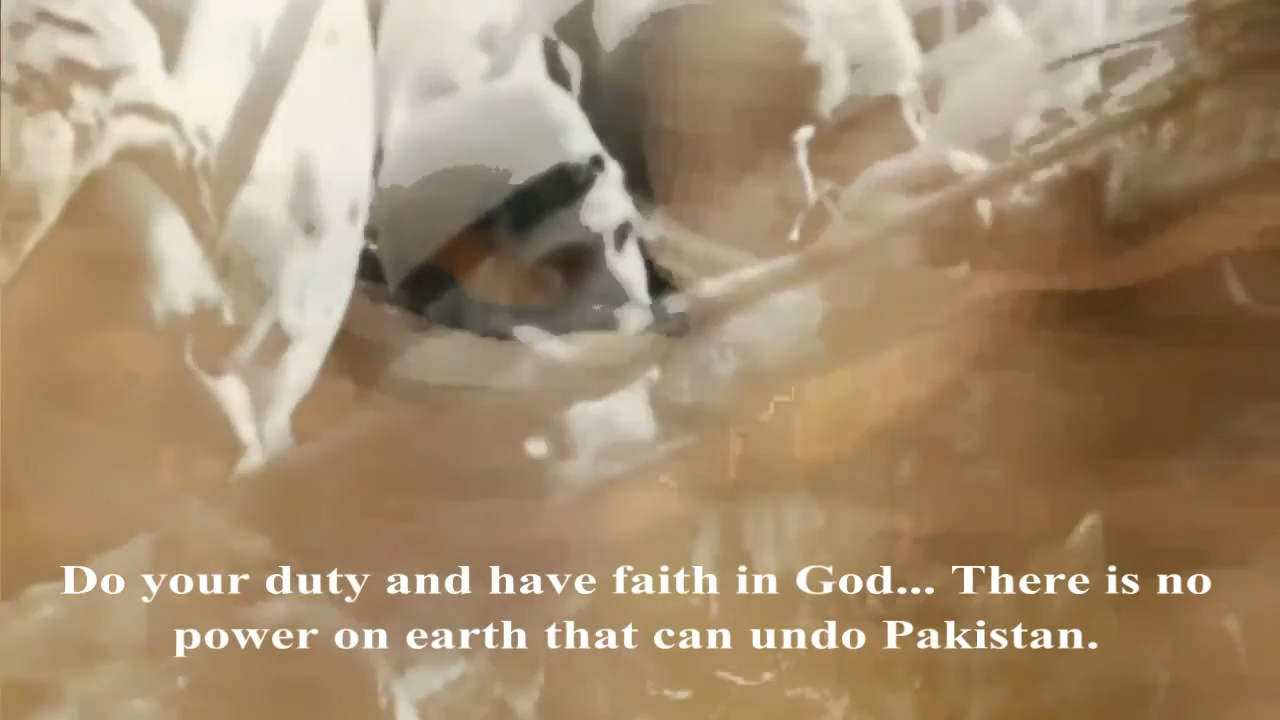 Do your duty and have faith in God... There is no
power on earth that can undo Pakistan.